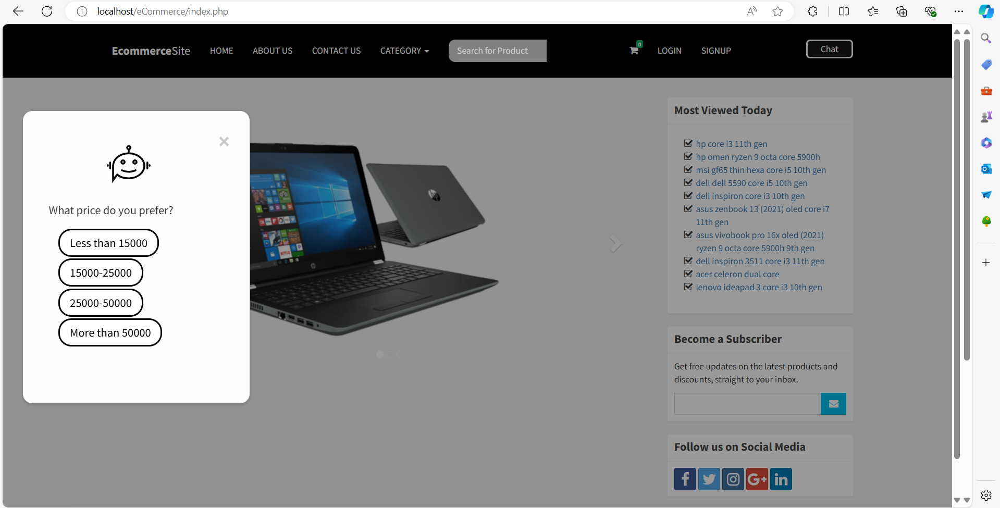 localhost/eCommerce/index.php
EcommerceSite HOME ABOUT US CONTACT US CATEGORY Search for Product 0 LOGIN SIGNUP Chat
What price do you prefer?
Less than 15000
15000-25000
25000-50000
More than 50000
Most Viewed Today
hp core i3 11th gen
hp omen ryzen 9 octa core 5900h
msi gf65 thin hexa core i5 10th gen
dell dell 5590 core i5 10th gen
dell inspiron core i3 10th gen
asus zenbook 13 (2021) oled core i7
11th gen
asus vivobook pro 16x oled (2021)
ryzen 9 octa core 5900h 9th gen
dell inspiron 3511 core i3 11th gen
acer celeron dual core
lenovo ideapad 3 core i3 10th gen
Become a Subscriber
Get free updates on the latest products and
discounts, straight to your inbox.
Follow us on Social Media